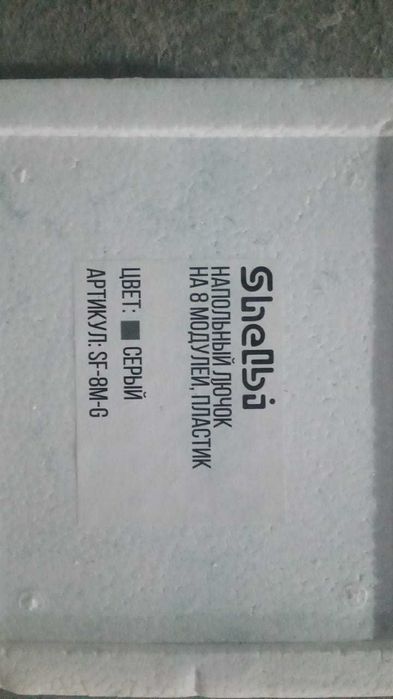 Shelbi
НАПОЛЬНЫЙ ЛЮЧОК
НА 8 МОДУЛЕЙ, ПЛАСТИК
ЦВЕТ: СЕРЫЙ
АРТИКУЛ: SF-8M-G